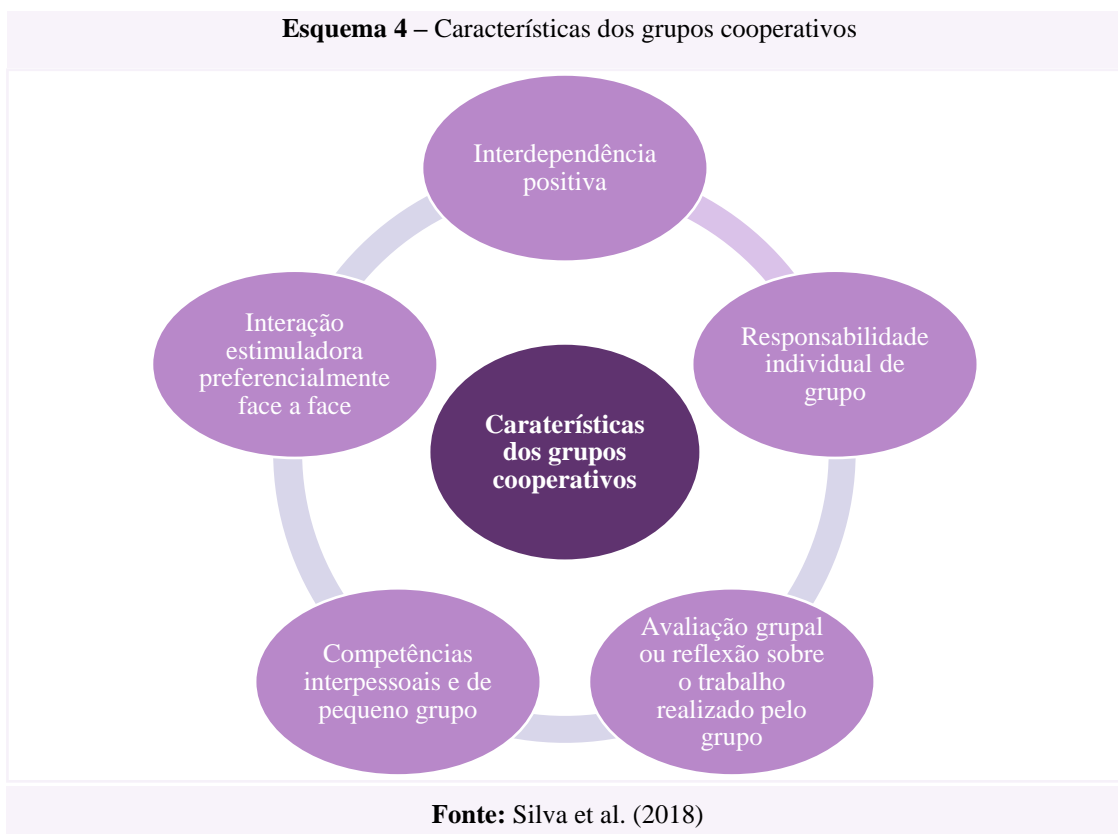 Esquema 4 – Características dos grupos cooperativos
Interdependência
positiva
Responsabilidade
individual de
grupo
Avaliação grupal
ou reflexão sobre
o trabalho
realizado pelo
grupo
Competências
interpessoais e de
pequeno grupo
Interação
estimuladora
preferencialmente
face a face
Caraterísticas
dos grupos
cooperativos
Fonte: Silva et al. (2018)